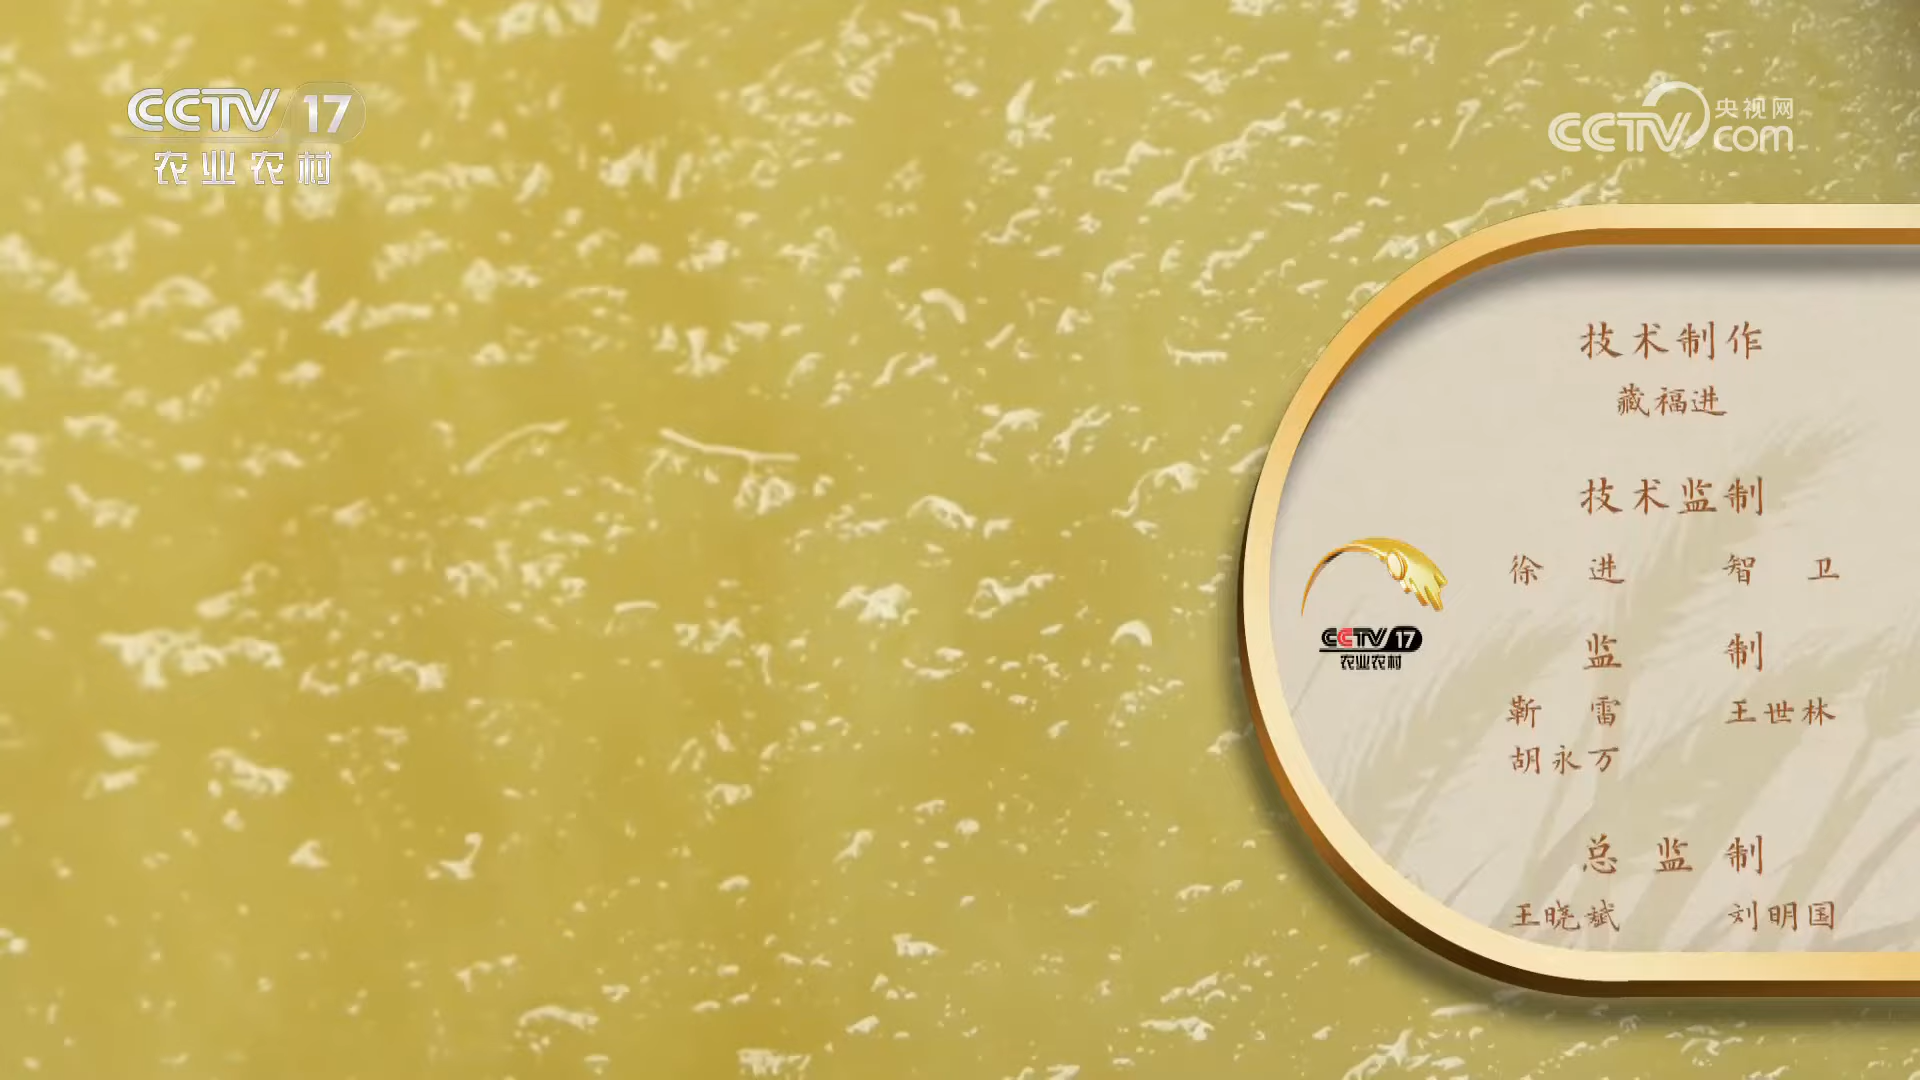 CCTV 17
农业农村
央视网
CCTV.com
技术制作
藏福进
技术监制
徐进 智卫
监制
靳雷 王世林
胡永万
总监制
王晓斌 刘明国
CCTV 17
农业农村